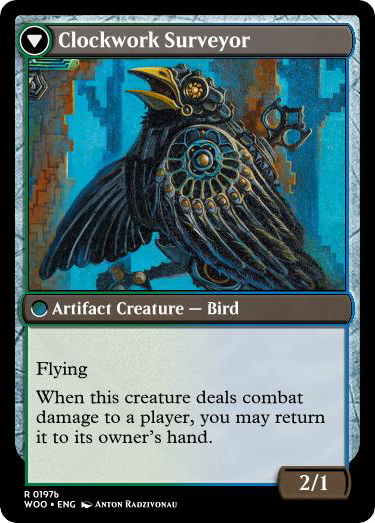 Clockwork Surveyor
Artifact Creature — Bird
Flying
When this creature deals combat
damage to a player, you may return
it to its owner's hand.
2/1
R 0197b
WOO • ENG Anton Radzivonau